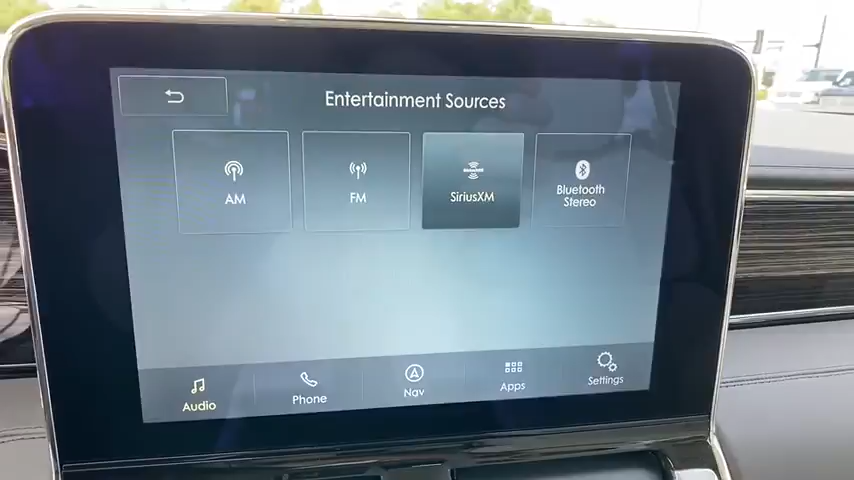 Entertainment Sources
AM
FM
SiriusXM
Bluetooth
Stereo
Audio
Phone
Nav
Apps
Settings